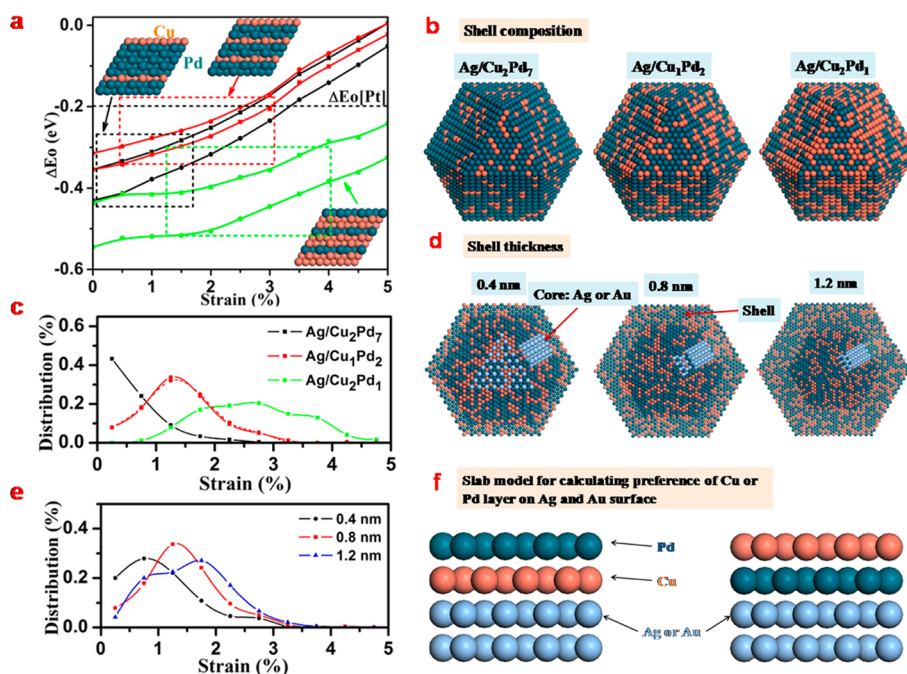 a
0.0
-0.2
-0.4
-0.6
ΔEo (eV)
Cu
Pd
ΔEo[Pt]
0 1 2 3 4 5
Strain (%)
b
Shell composition
Ag/Cu2Pd7
Ag/Cu1Pd2
Ag/Cu2Pd1
c
0.6
0.4
0.2
0.0
Distribution (%)
Ag/Cu2Pd7
Ag/Cu1Pd2
Ag/Cu2Pd1
0 1 2 3 4 5
Strain (%)
d
Shell thickness
0.4 nm
0.8 nm
1.2 nm
Core: Ag or Au
Shell
e
0.4
0.2
0.0
Distribution (%)
0.4 nm
0.8 nm
1.2 nm
0 1 2 3 4 5
Strain (%)
f
Slab model for calculating preference of Cu or
Pd layer on Ag and Au surface
Pd
Cu
Ag or Au